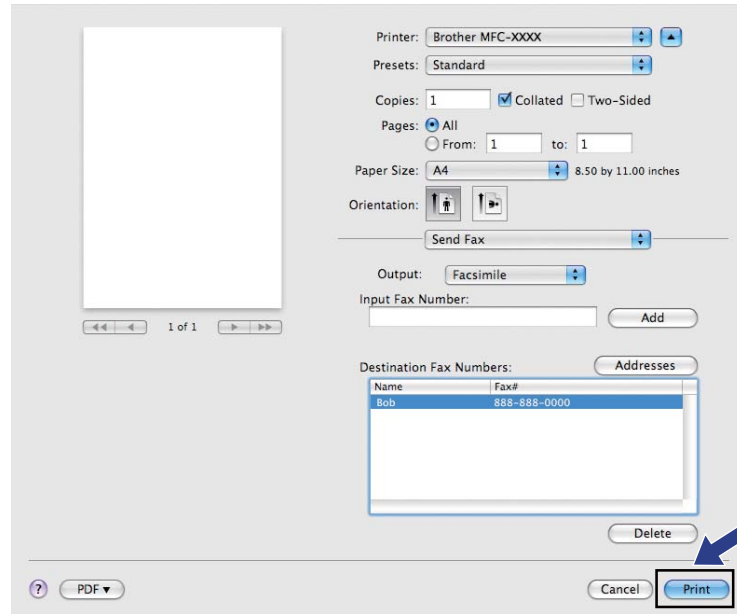 Printer: Brother MFC-XXXX
Presets: Standard
Copies: 1 Collated Two-Sided
Pages: All
From: 1 to: 1
Paper Size: A4 8.50 by 11.00 inches
Orientation:
Send Fax
Output: Facsimile
Input Fax Number:
Add
1 of 1
Destination Fax Numbers: Addresses
Name Fax#
Bob 888-888-0000
Delete
? PDF Cancel Print